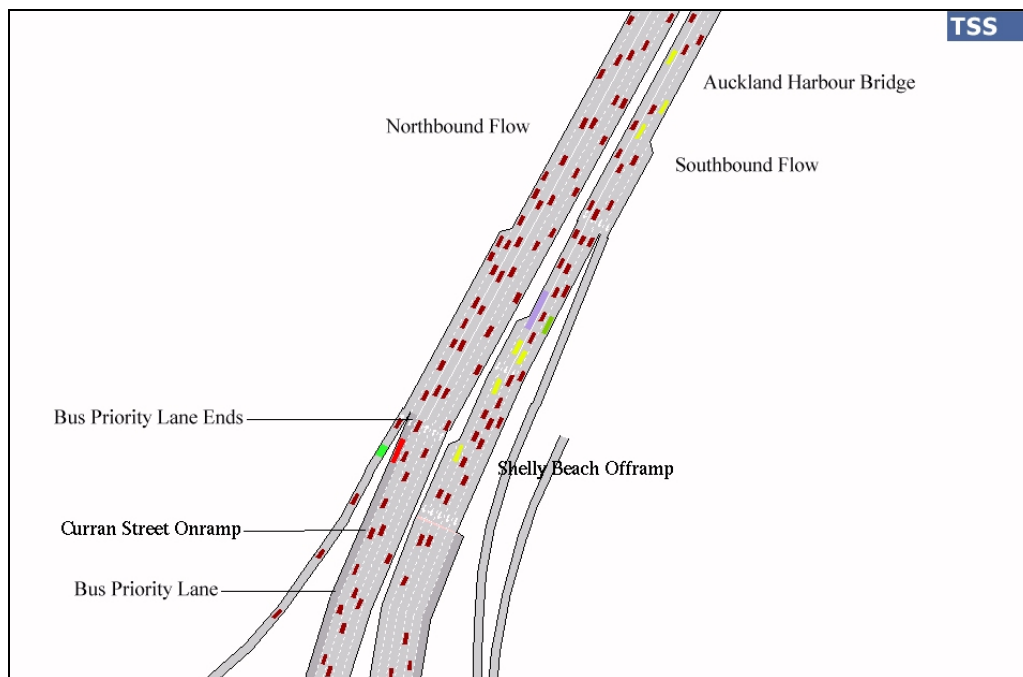 TSS
Auckland Harbour Bridge
Northbound Flow
Southbound Flow
Bus Priority Lane Ends
Shelly Beach Offramp
Curran Street Onramp
Bus Priority Lane